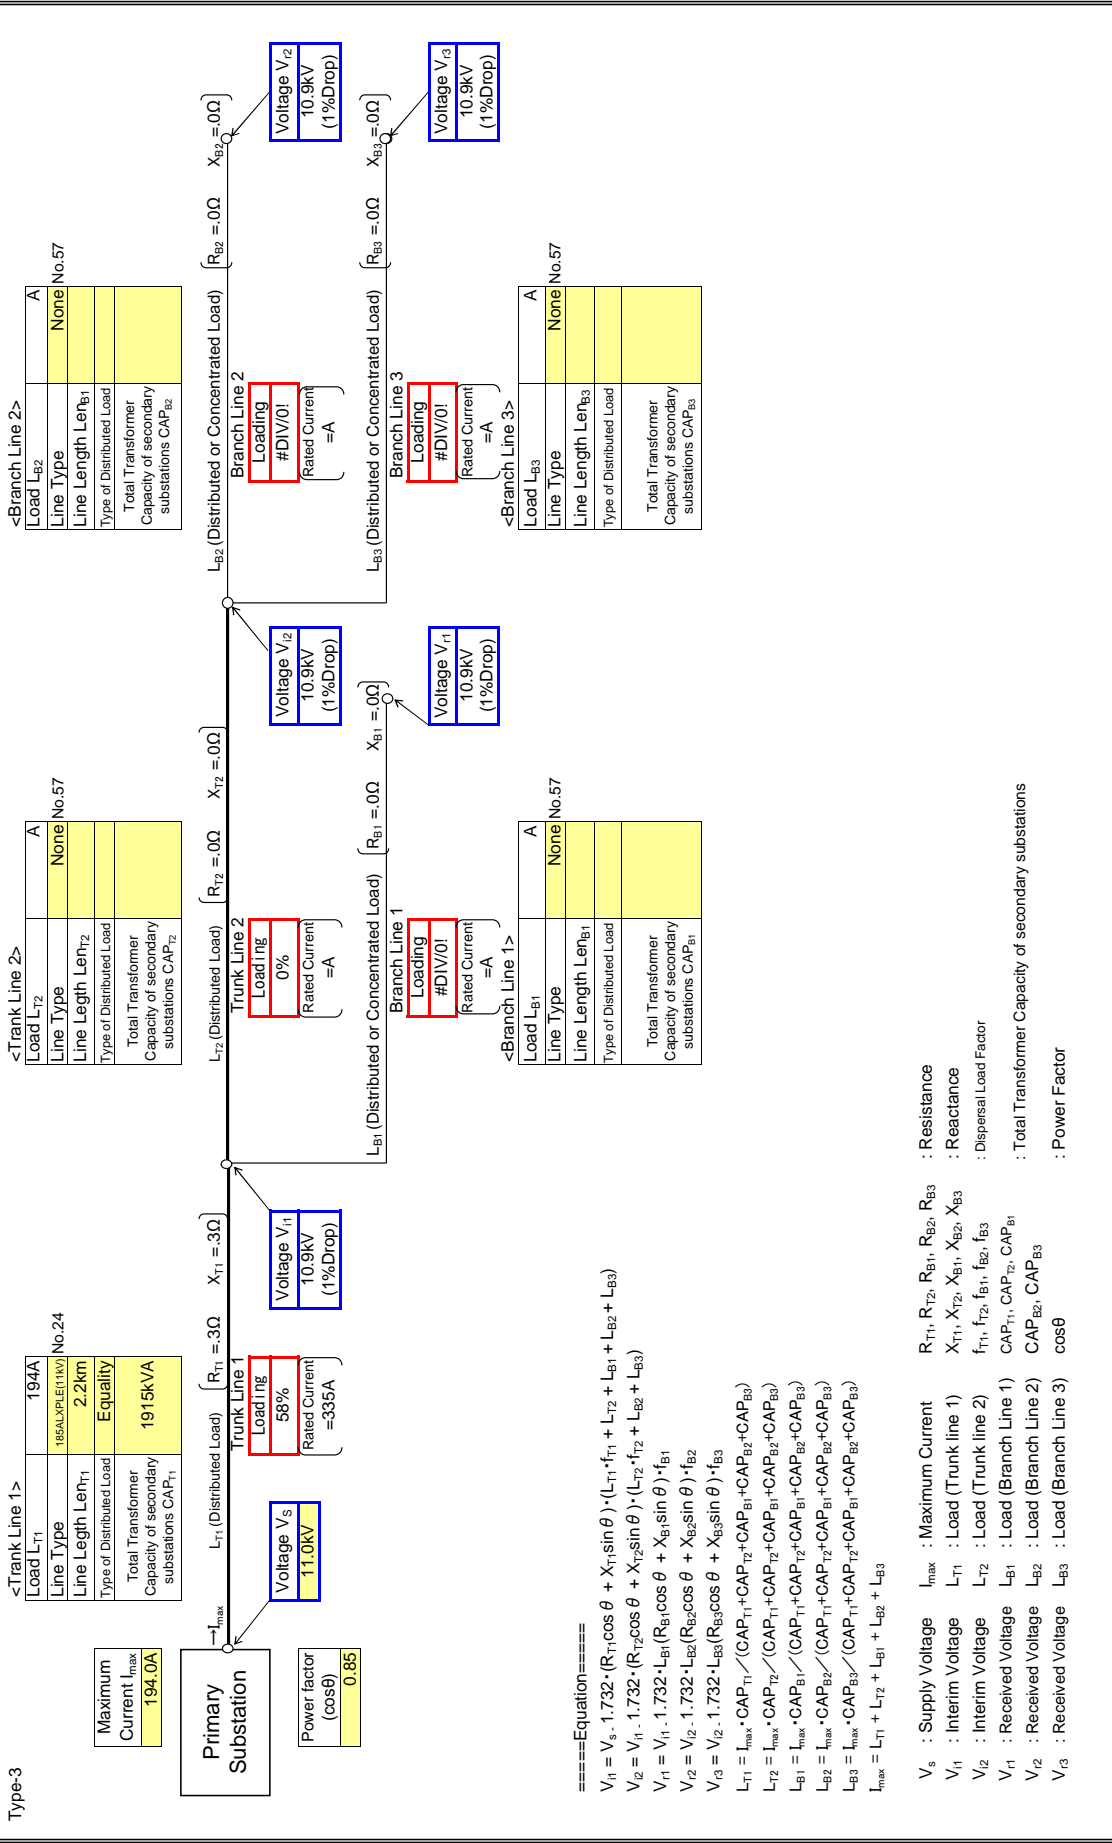 Type-3
Maximum
Current Imax
194.0A
Primary
Substation
Power factor
(cosθ)
0.85
→Imax
Voltage VS
11.0kV
<Trank Line 1>
Load LT1 194A
Line Type 185ALXPLE(11kV) No.24
Line Legth LenT1 2.2km
Type of Distributed Load Equality
Total Transformer
Capacity of secondary
substations CAPT1
1915kVA
LT1 (Distributed Load) RT1 =.3Ω XT1 =.3Ω
Trunk Line 1
Loading
58%
Rated Current
=335A
Voltage Vi1
10.9kV
(1%Drop)
<Trank Line 2>
Load LT2 A
Line Type None No.57
Line Length LenT2
Type of Distributed Load
Total Transformer
Capacity of secondary
substations CAPT2
LT2 (Distributed Load) RT2 =.0Ω XT2 =.0Ω
Trunk Line 2
Loading
0%
Rated Current
=A
Voltage Vi2
10.9kV
(1%Drop)
LB1 (Distributed or Concentrated Load) RB1 =.0Ω XB1 =.0Ω
Branch Line 1
Loading
#DIV/0!
Rated Current
=A
Voltage Vr1
10.9kV
(1%Drop)
<Branch Line 1>
Load LB1 A
Line Type None No.57
Line Length LenB1
Type of Distributed Load
Total Transformer
Capacity of secondary
substations CAPB1
<Branch Line 2>
Load LB2 A
Line Type None No.57
Line Length LenB1
Type of Distributed Load
Total Transformer
Capacity of secondary
substations CAPB2
LB2 (Distributed or Concentrated Load) RB2 =.0Ω XB2 =.0Ω
Branch Line 2
Loading
#DIV/0!
Rated Current
=A
Voltage Vr2
10.9kV
(1%Drop)
LB3 (Distributed or Concentrated Load) RB3 =.0Ω XB3 =.0Ω
Branch Line 3
Loading
#DIV/0!
Rated Current
=A
Voltage Vr3
10.9kV
(1%Drop)
<Branch Line 3>
Load LB3 A
Line Type None No.57
Line Length LenB3
Type of Distributed Load
Total Transformer
Capacity of secondary
substations CAPB3
=====Equation=====
Vi1 = Vs - 1.732・(RT1cos θ + XT1sin θ)・(LT1・fT1 + LT2 + LB1 + LB2 + LB3)
Vi2 = Vi1 - 1.732・(RT2cos θ + XT2sin θ)・(LT2・fT2 + LB2 + LB3)
Vr1 = Vi1 - 1.732・LB1(RB1cos θ + XB1sin θ)・fB1
Vr2 = Vi2 - 1.732・LB2(RB2cos θ + XB2sin θ)・fB2
Vr3 = Vi2 - 1.732・LB3(RB3cos θ + XB3sin θ)・fB3
LT1 = Imax・CAPT1／(CAPT1+CAPT2+CAPB1+CAPB2+CAPB3)
LT2 = Imax・CAPT2／(CAPT1+CAPT2+CAPB1+CAPB2+CAPB3)
LB1 = Imax・CAPB1／(CAPT1+CAPT2+CAPB1+CAPB2+CAPB3)
LB2 = Imax・CAPB2／(CAPT1+CAPT2+CAPB1+CAPB2+CAPB3)
LB3 = Imax・CAPB3／(CAPT1+CAPT2+CAPB1+CAPB2+CAPB3)
Imax = LT1 + LT2 + LB1 + LB2 + LB3
Vs : Supply Voltage Imax : Maximum Current RT1, RT2, RB1, RB2, RB3 : Resistance
Vi1 : Interim Voltage LT1 : Load (Trunk line 1) XT1, XT2, XB1, XB2, XB3 : Reactance
Vi2 : Interim Voltage LT2 : Load (Trunk line 2) fT1, fT2, fB1, fB2, fB3 : Dispersal Load Factor
Vr1 : Received Voltage LB1 : Load (Branch Line 1) CAPT1, CAPT2, CAPB1
Vr2 : Received Voltage LB2 : Load (Branch Line 2) CAPB2, CAPB3 : Total Transformer Capacity of secondary substations
Vr3 : Received Voltage LB3 : Load (Branch Line 3) cosθ : Power Factor